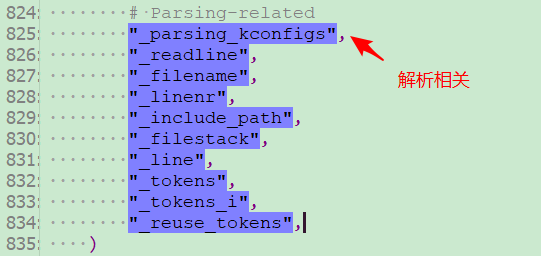 824: # Parsing-related
825: "_parsing_kconfigs",
826: "_readline",
827: "_filename",
828: "_linenr",
829: "_include_path",
830: "_filestack",
831: "_line",
832: "_tokens",
833: "_tokens_i",
834: "_reuse_tokens",
835: )
解析相关